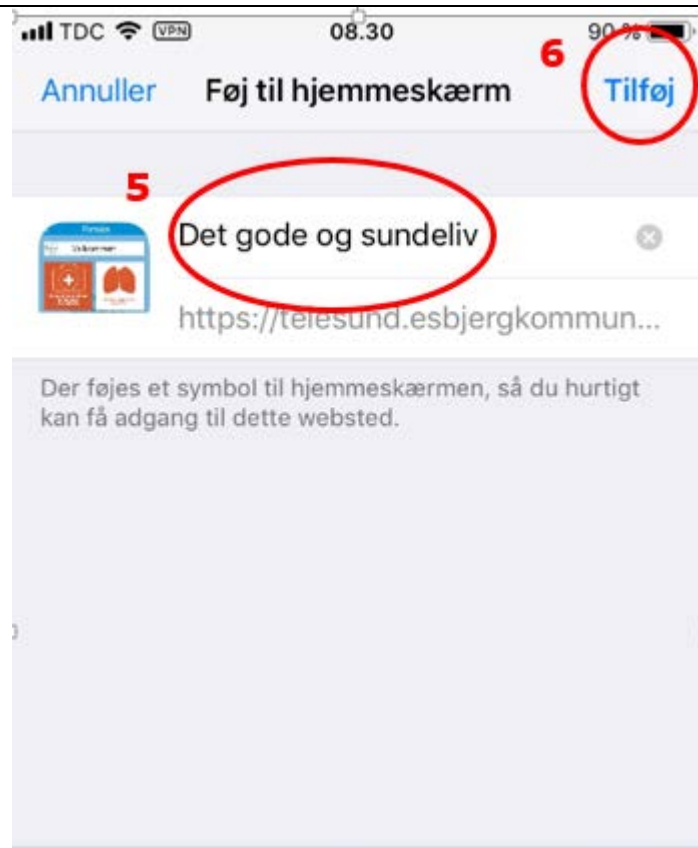 TDC VPN 08.30 90 %
6
Annuller Føj til hjemmeskærm Tilføj
5
Det gode og sundeliv
https://telesund.esbjergkommun...
Der føjes et symbol til hjemmeskærmen, så du hurtigt
kan få adgang til dette websted.